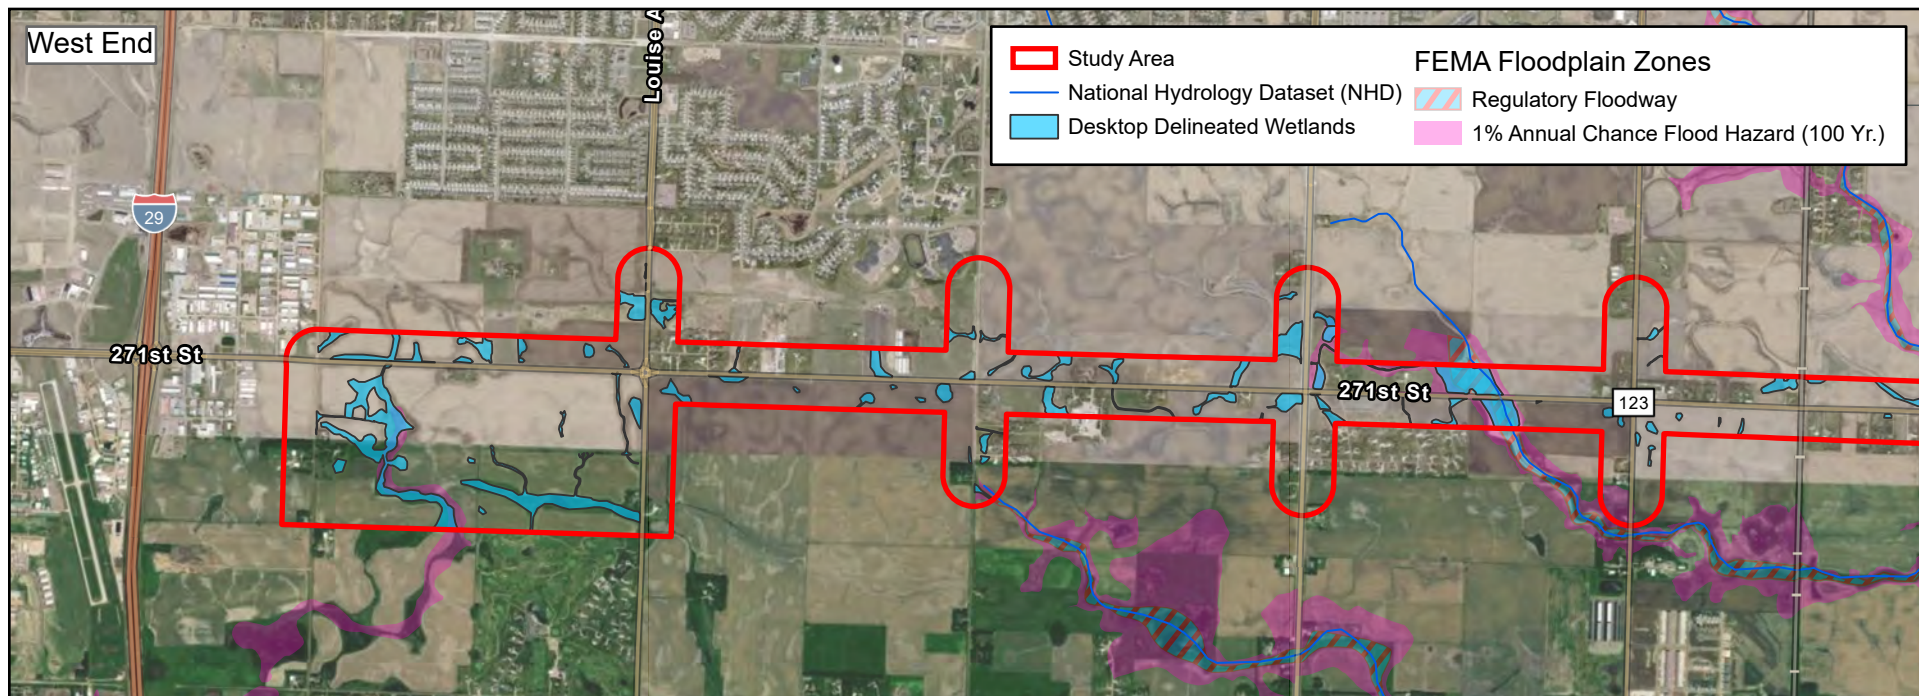 West End
Louise A
Study Area
National Hydrology Dataset (NHD)
Desktop Delineated Wetlands
FEMA Floodplain Zones
Regulatory Floodway
1% Annual Chance Flood Hazard (100 Yr.)
29
271st St
271st St
123